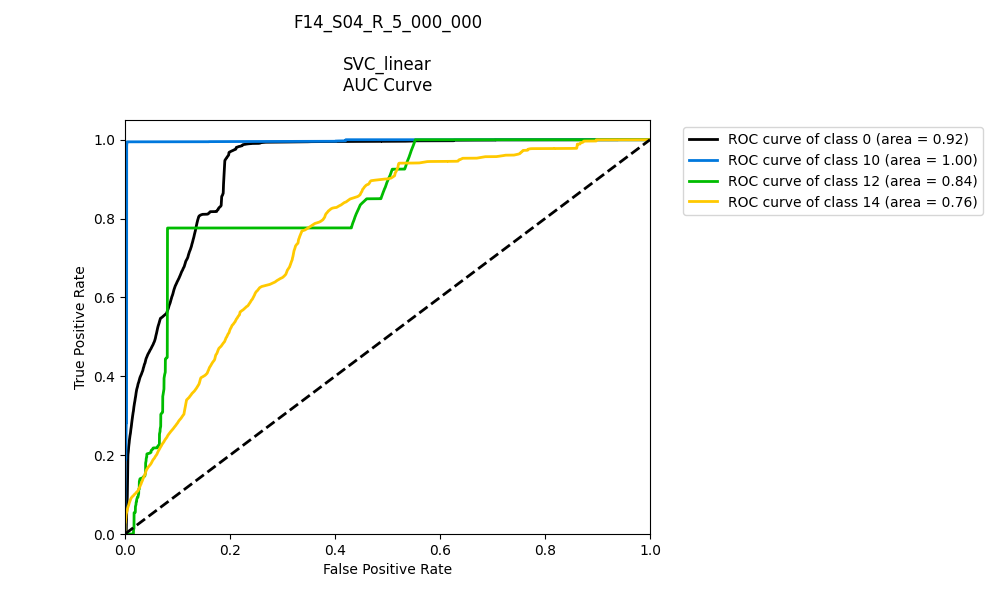 F14_S04_R_5_000_000
SVC_linear
AUC Curve
ROC curve of class 0 (area = 0.92)
ROC curve of class 10 (area = 1.00)
ROC curve of class 12 (area = 0.84)
ROC curve of class 14 (area = 0.76)
True Positive Rate
1.0
0.8
0.6
0.4
0.2
0.0
0.0 0.2 0.4 0.6 0.8 1.0
False Positive Rate